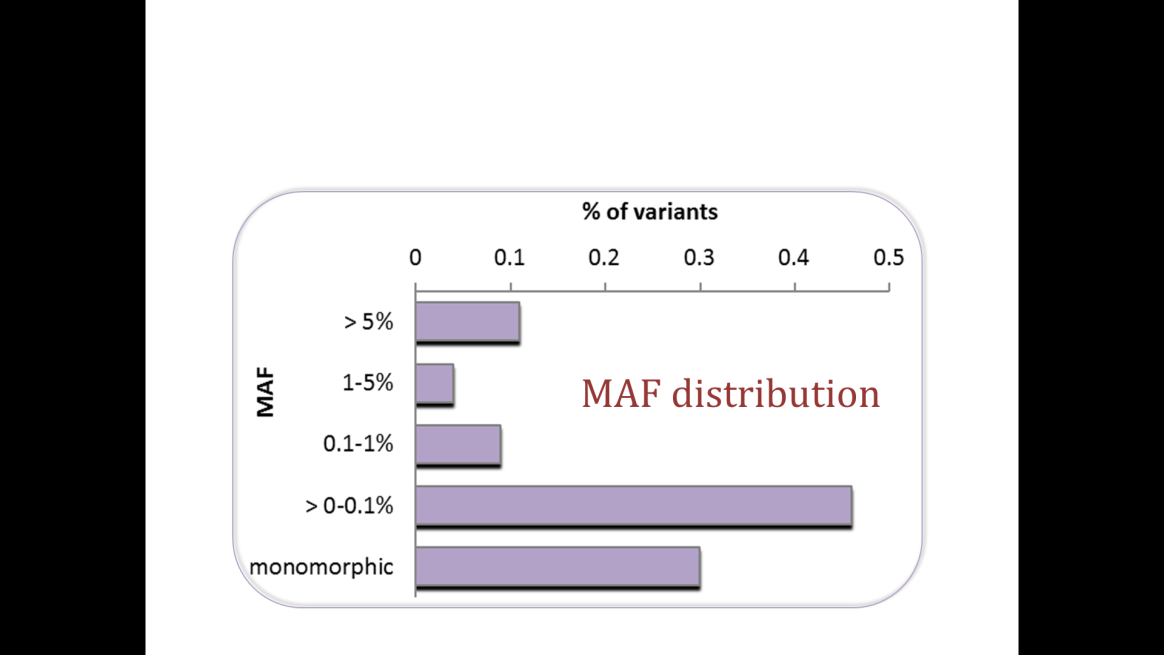 % of variants
0 0.1 0.2 0.3 0.4 0.5
> 5%
1-5%
MAF
MAF distribution
0.1-1%
> 0-0.1%
monomorphic